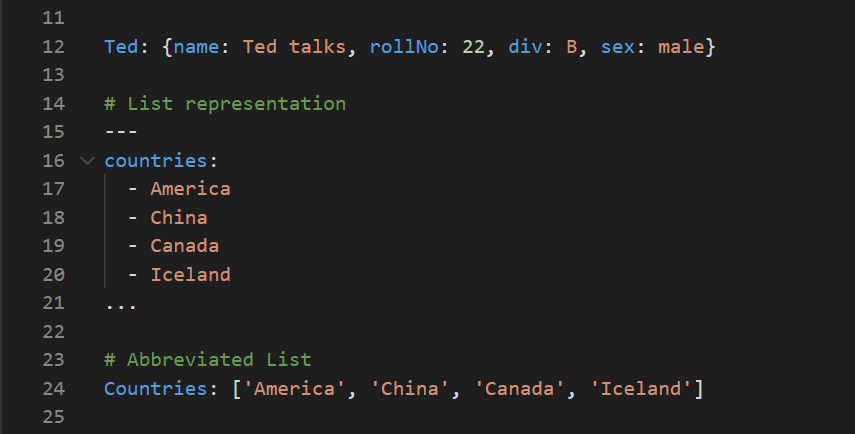 11
12 Ted: {name: Ted talks, rollNo: 22, div: B, sex: male}
13
14 # List representation
15 ---
16 countries:
17 - America
18 - China
19 - Canada
20 - Iceland
21 ...
22
23 # Abbreviated List
24 Countries: ['America', 'China', 'Canada', 'Iceland']
25